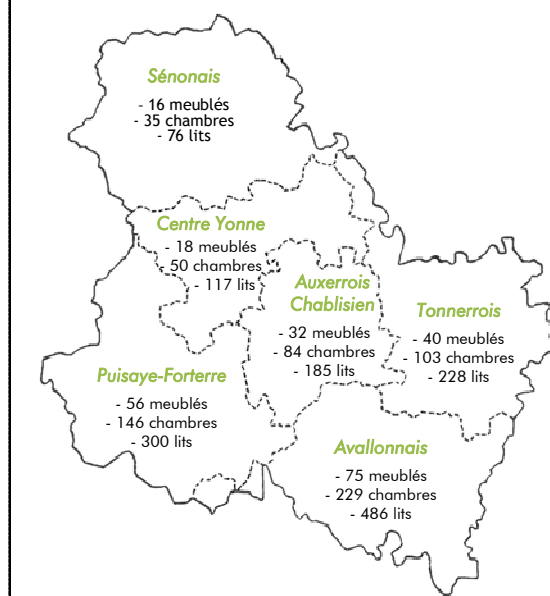 Sénonais
- 16 meublés
- 35 chambres
- 76 lits
Centre Yonne
- 18 meublés
- 50 chambres
- 117 lits
Auxerrois
Chablisien
- 32 meublés
- 84 chambres
- 185 lits
Tonnerrois
- 40 meublés
- 103 chambres
- 228 lits
Puisaye-Forterre
- 56 meublés
- 146 chambres
- 300 lits
Avallonnais
- 75 meublés
- 229 chambres
- 486 lits